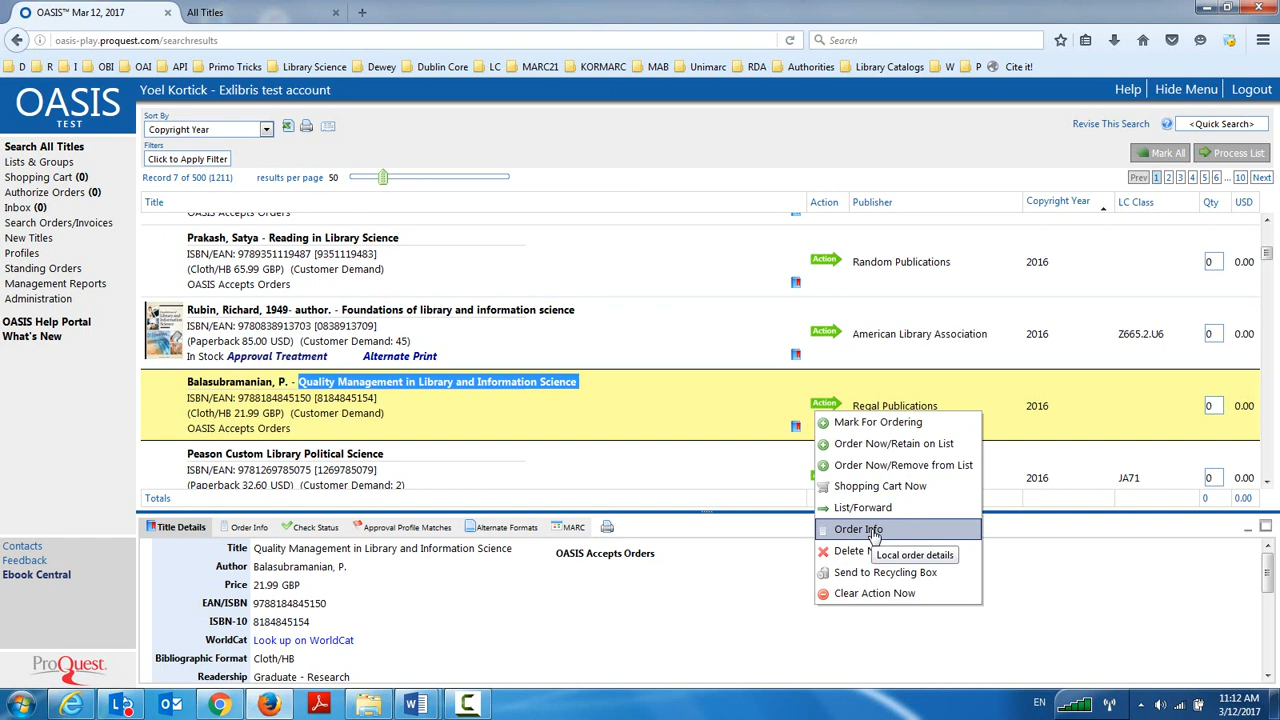 OASIS™ Mar 12, 2017
All Titles
oasis-play.proquest.com/searchresults
Search
D R I OBI OAI API Primo Tricks Library Science Dewey Dublin Core LC MARC21 KORMARC MAB Unimarc RDA Authorities Library Catalogs W P Cite it!
OASIS
TEST
Yoel Kortick - Exlibris test account
Help Hide Menu Logout
Search All Titles
Lists & Groups
Shopping Cart (0)
Authorize Orders (0)
Inbox (0)
Search Orders/Invoices
New Titles
Profiles
Standing Orders
Management Reports
Administration
OASIS Help Portal
What's New
Contacts
Feedback
Ebook Central
ProQuest
Sort By
Copyright Year
Revise This Search <Quick Search>
Filters
Click to Apply Filter
Mark All Process List
Record 7 of 500 (1211) results per page 50
Prev 1 2 3 4 5 6 ... 10 Next
Title Action Publisher Copyright Year LC Class Qty USD
OASIS Accepts Orders
Prakash, Satya - Reading in Library Science
ISBN/EAN: 9789351119487 [9351119483]
(Cloth/HB 65.99 GBP) (Customer Demand)
OASIS Accepts Orders
Action Random Publications 2016 0 0.00
Rubin, Richard, 1949- author. - Foundations of library and information science
ISBN/EAN: 9780838913703 [0838913709]
(Paperback 85.00 USD) (Customer Demand: 45)
In Stock Approval Treatment Alternate Print
Action American Library Association 2016 Z665.2.U6 0 0.00
Balasubramanian, P. - Quality Management in Library and Information Science
ISBN/EAN: 9788184845150 [8184845154]
(Cloth/HB 21.99 GBP) (Customer Demand)
OASIS Accepts Orders
Action Regal Publications 2016 0 0.00
Peason Custom Library Political Science
ISBN/EAN: 9781269785075 [1269785079]
(Paperback 32.60 USD) (Customer Demand: 2)
2016 JA71 0 0.00
Totals 0 0.00
Mark For Ordering
Order Now/Retain on List
Order Now/Remove from List
Shopping Cart Now
List/Forward
Order Info
Delete
Local order details
Send to Recycling Box
Clear Action Now
Title Details Order Info Check Status Approval Profile Matches Alternate Formats MARC
Title Quality Management in Library and Information Science
OASIS Accepts Orders
Author Balasubramanian, P.
Price 21.99 GBP
EAN/ISBN 9788184845150
ISBN-10 8184845154
WorldCat Look up on WorldCat
Bibliographic Format Cloth/HB
Readership Graduate - Research
EN
11:12 AM
3/12/2017